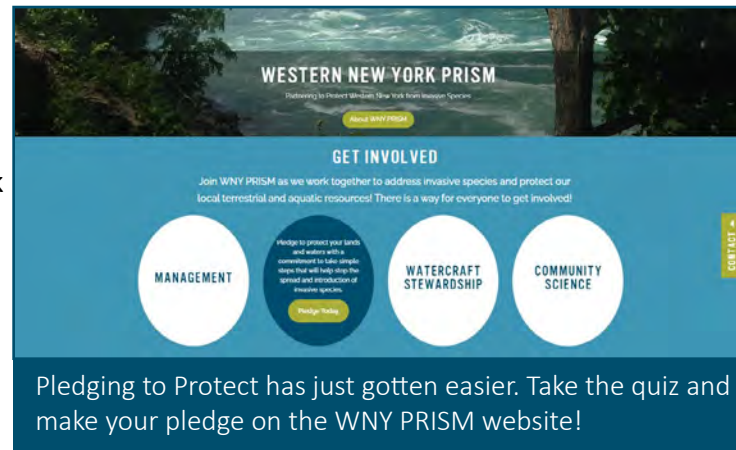 WESTERN NEW YORK PRISM
Partnering to Protect Western New York from Invasive Species
About WNY PRISM
GET INVOLVED
Join WNY PRISM as we work together to address invasive species and protect our
local terrestrial and aquatic resources! There is a way for everyone to get involved!
MANAGEMENT
Pledge to protect your lands
and waters with a
commitment to take simple
steps that will help stop the
spread and introduction of
invasive species.
Pledge Today
WATERCRAFT
STEWARDSHIP
COMMUNITY
SCIENCE
CONTACT
Pledging to Protect has just gotten easier. Take the quiz and
make your pledge on the WNY PRISM website!